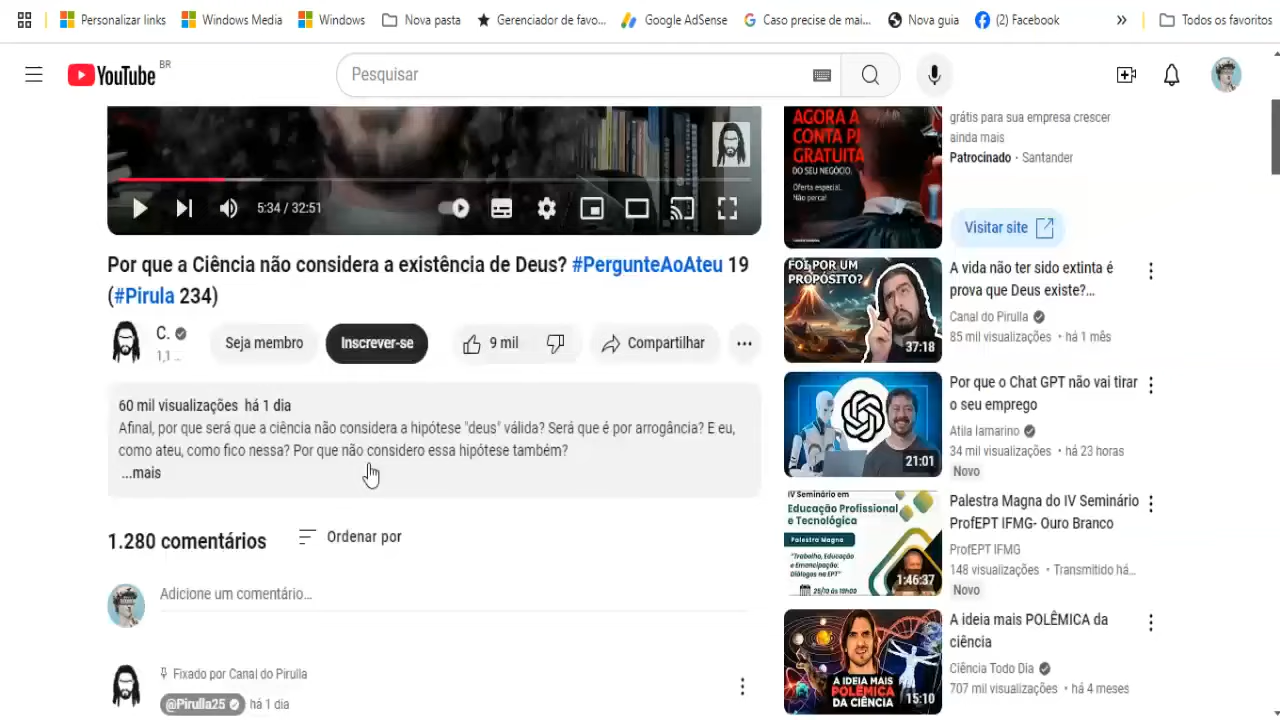 Personalizar links
Windows Media
Windows
Nova pasta
Gerenciador de favo...
Google AdSense
Caso precise de mai...
Nova guia
(2) Facebook
»
Todos os favoritos
YouTube BR
Pesquisar
5:34 / 32:51
Por que a Ciência não considera a existência de Deus? #PergunteAoAteu 19
(#Pirula 234)
C.
1,1 ...
Seja membro
Inscrever-se
9 mil
Compartilhar
60 mil visualizações há 1 dia
Afinal, por que será que a ciência não considera a hipótese "deus" válida? Será que é por arrogância? E eu,
como ateu, como fico nessa? Por que não considero essa hipótese também?
...mais
1.280 comentários
Ordenar por
Adicione um comentário...
Fixado por Canal do Pirulla
@Pirulla25 há 1 dia
AGORA A
CONTA PJ
GRATUITA
DO SEU NEGÓCIO.
Oferta especial.
Não perca!
grátis para sua empresa crescer
ainda mais
Patrocinado · Santander
Visitar site
FOI POR UM
PROPÓSITO?
37:18
A vida não ter sido extinta é
prova que Deus existe?...
Canal do Pirulla
85 mil visualizações · há 1 mês
21:01
Por que o Chat GPT não vai tirar
o seu emprego
Atila Iamarino
34 mil visualizações · há 23 horas
Novo
IV Seminário em
Educação Profissional
e Tecnológica
Palestra Magna
"Trabalho, Educação
e Emancipação:
Diálogos na EPT"
25/10 às 19h00
1:46:37
Palestra Magna do IV Seminário
ProfEPT IFMG- Ouro Branco
ProfEPT IFMG
148 visualizações · Transmitido há...
Novo
A IDEIA MAIS
POLÊMICA
DA CIÊNCIA
15:10
A ideia mais POLÊMICA da
ciência
Ciência Todo Dia
707 mil visualizações · há 4 meses